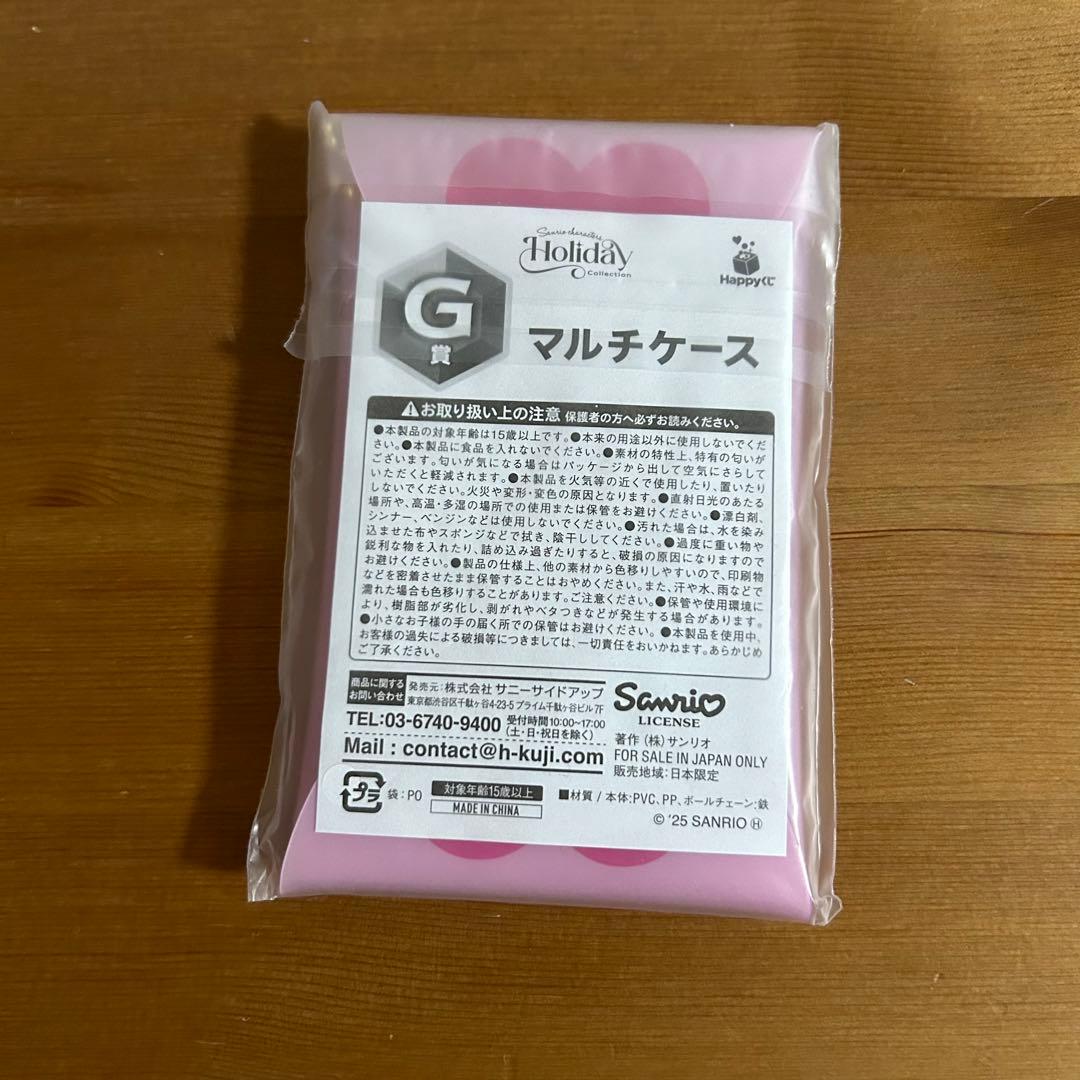 Sanrio characters
Holiday
Collection
Happyくじ
G
賞
マルチケース
⚠お取り扱い上の注意 保護者の方へ必ずお読みください。
●本製品の対象年齢は15歳以上です。●本来の用途以外に使用しないでくだ
さい。●本製品に食品を入れないでください。●素材の特性上、特有の匂いが
ございます。匂いが気になる場合はパッケージから出して空気にさらして
いただくと軽減されます。●本製品を火気等の近くで使用したり、置いたり
しないでください。火災や変形・変色の原因となります。●直射日光のあたる
場所や、高温・多湿の場所での使用または保管をお避けください。●漂白剤、
シンナー、ベンジンなどは使用しないでください。●汚れた場合は、水を染み
込ませた布やスポンジなどで拭き、陰干ししてください。●過度に重い物や
鋭利な物を入れたり、詰め込み過ぎたりすると、破損の原因になりますので
お避けください。●製品の仕様上、他の素材から色移りしやすいので、印刷物
などを密着させたまま保管することはおやめください。また、汗や水、雨などで
濡れた場合も色移りすることがあります。ご注意ください。●保管や使用環境に
より、樹脂部が劣化し、剥がれやベタつきなどが発生する場合があります。
●小さなお子様の手の届く所での保管はお避けください。●本製品を使用中、
お客様の過失による破損等につきましては、一切責任をおいかねます。あらかじめ
ご了承ください。
商品に関する
お問い合わせ
発売元：株式会社 サニーサイドアップ
東京都渋谷区千駄ヶ谷4-23-5 プライム千駄ヶ谷ビル7F
TEL:03-6740-9400 受付時間10:00~17:00
(土・日・祝日を除く)
Mail : contact@h-kuji.com
Sanrio
LICENSE
著作（株）サンリオ
FOR SALE IN JAPAN ONLY
販売地域：日本限定
プラ
袋：PO
対象年齢15歳以上
MADE IN CHINA
■材質 / 本体:PVC、PP、ボールチェーン:鉄
© '25 SANRIO Ⓗ